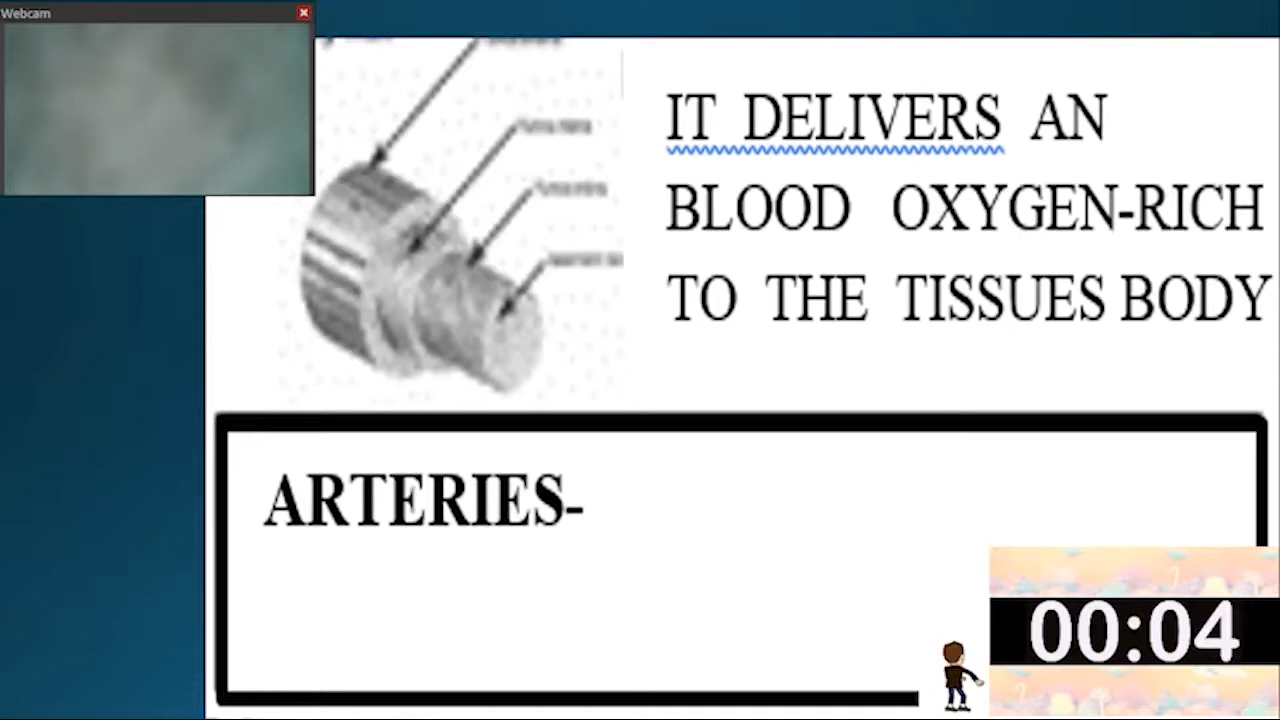 Webcam
IT DELIVERS AN
BLOOD OXYGEN-RICH
TO THE TISSUES BODY
ARTERIES-
00:04